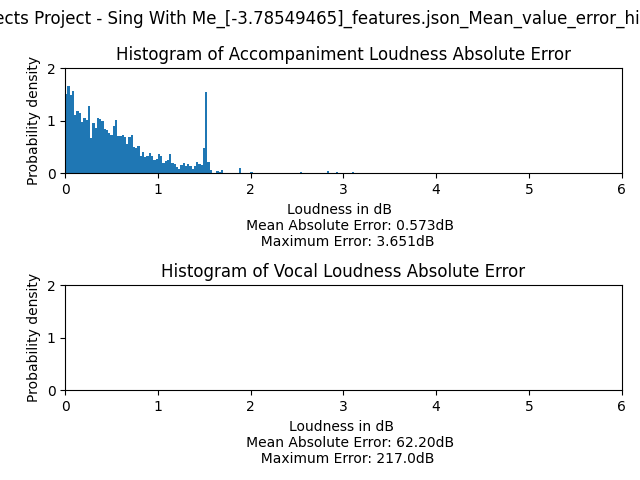 ects Project - Sing With Me_[-3.78549465]_features.json_Mean_value_error_hi
Histogram of Accompaniment Loudness Absolute Error
Probability density
2
1
0
0 1 2 3 4 5 6
Loudness in dB
Mean Absolute Error: 0.573dB
Maximum Error: 3.651dB
Histogram of Vocal Loudness Absolute Error
Probability density
2
1
0
0 1 2 3 4 5 6
Loudness in dB
Mean Absolute Error: 62.20dB
Maximum Error: 217.0dB